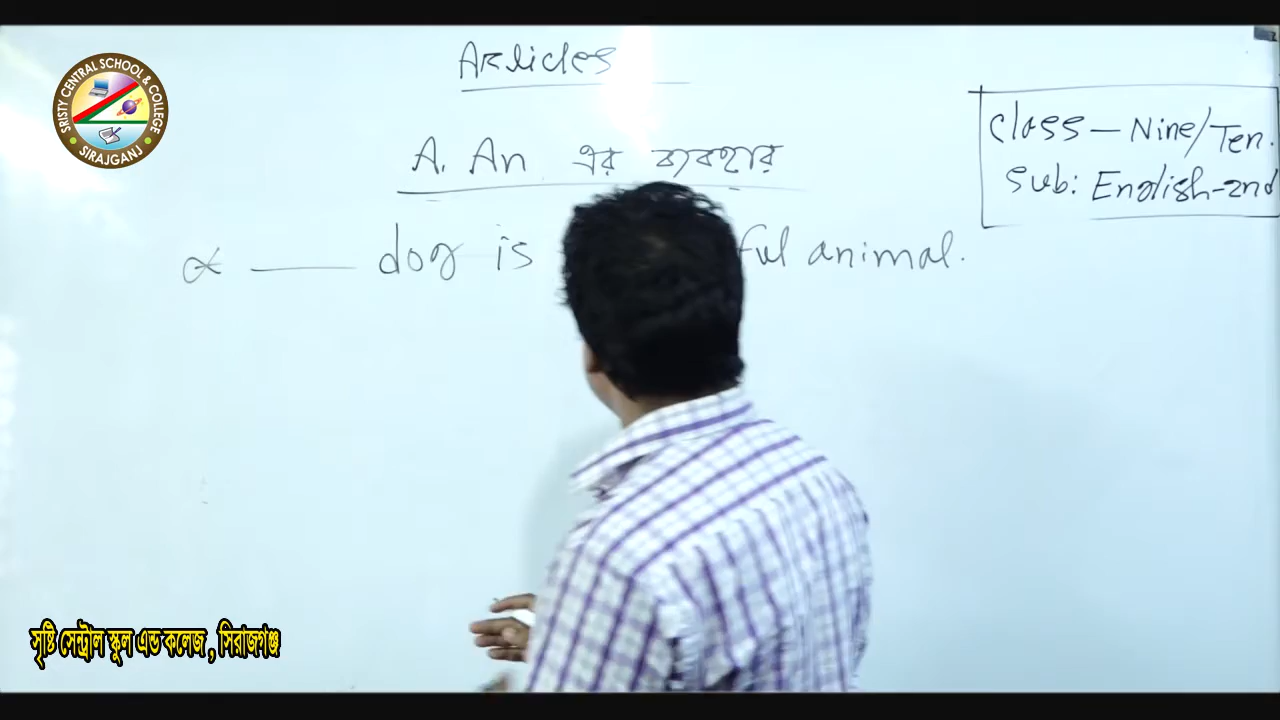 SRISTY CENTRAL SCHOOL & COLLEGE
SIRAJGANJ
Articles
A. An এর ব্যবহার
class – Nine/Ten.
Sub: English-2nd
dog is ful animal.
সৃষ্টি সেন্ট্রাল স্কুল এন্ড কলেজ, সিরাজগঞ্জ